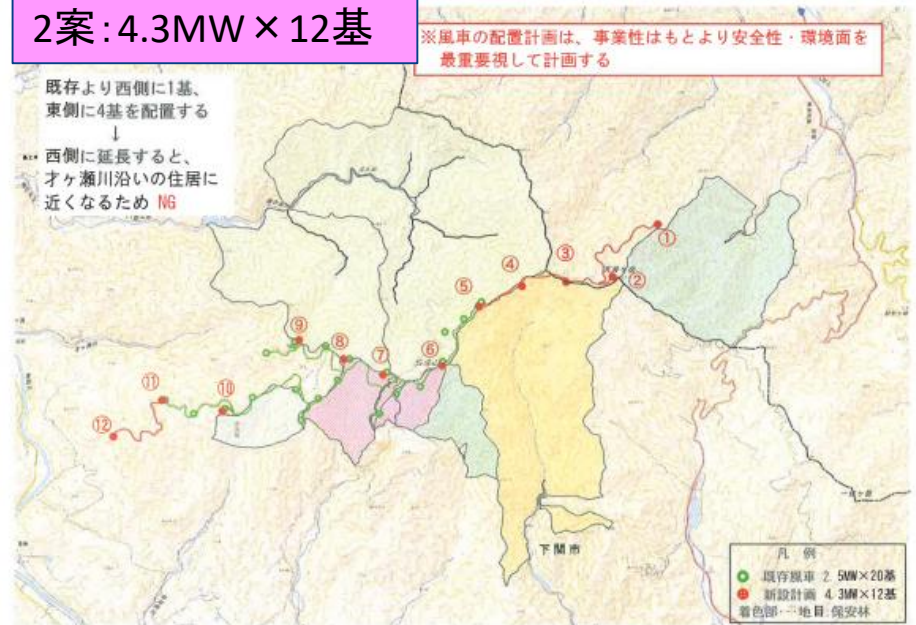 2案：4.3MW×12基
※風車の配置計画は、事業性はもとより安全性・環境面を
最重要視して計画する
既存より西側に1基、
東側に4基を配置する
↓
西側に延長すると、
才ヶ瀬川沿いの住居に
近くなるため NG
①
②
③
④
⑤
⑥
⑦
⑧
⑨
⑩
⑪
⑫
下関市
凡 例
既存風車 2.5MW×20基
新設計画 4.3MW×12基
着色部…地目:保安林